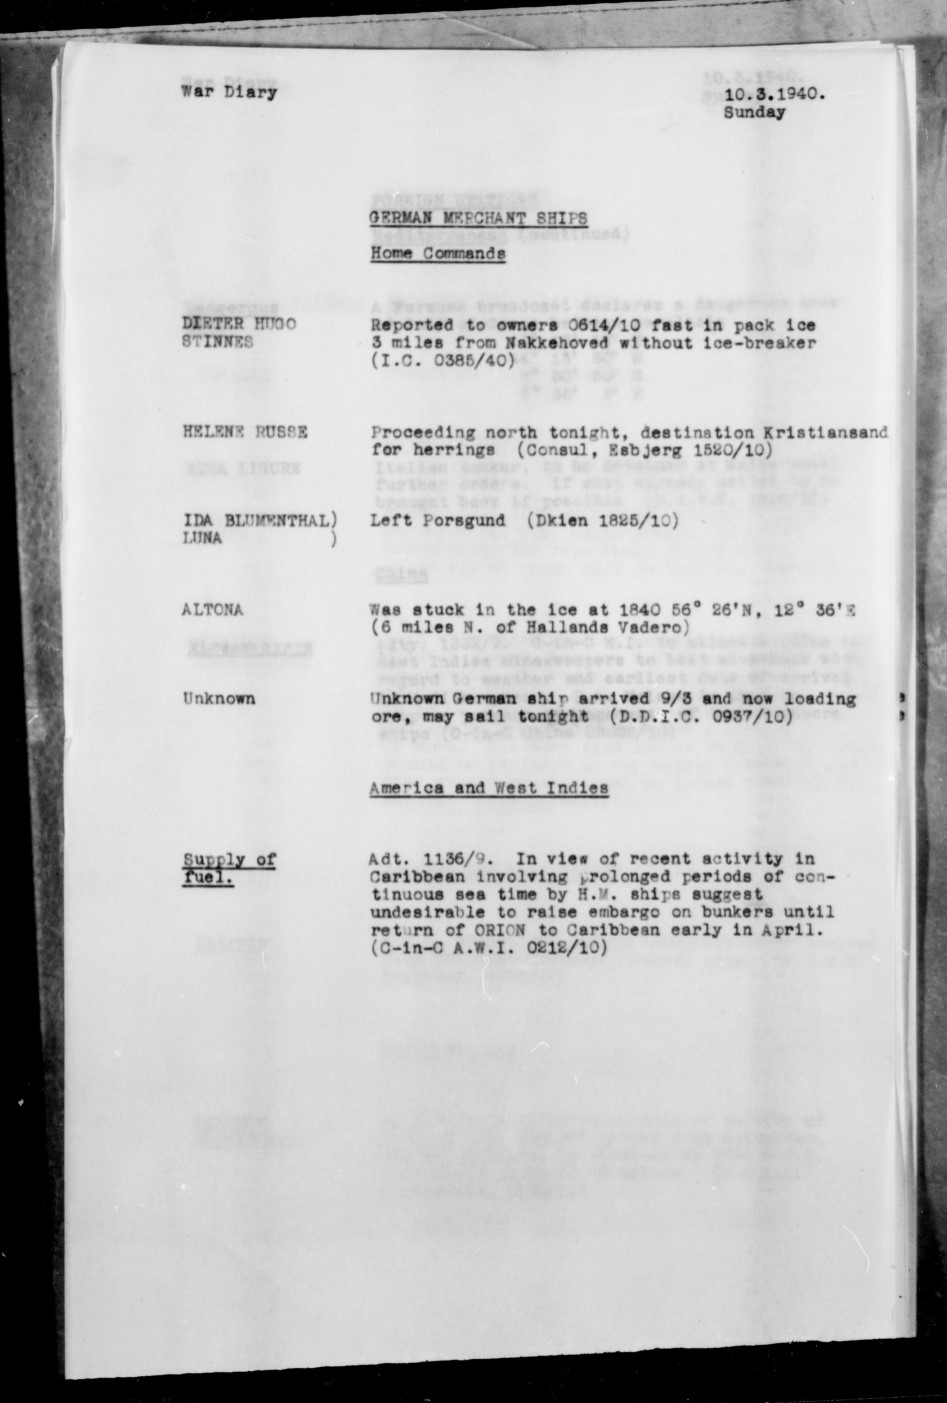 War Diary
10.3.1940.
Sunday
GERMAN MERCHANT SHIPS
Home Commands
DIETER HUGO
STINNES
Reported to owners 0614/10 fast in pack ice
3 miles from Nakkehoved without ice-breaker
(I.C. 0385/40)
HELENE RUSSE
Proceeding north tonight, destination Kristiansand
for herrings (Consul, Esbjerg 1520/10)
IDA BLUMENTHAL)
LUNA )
Left Porsgund (Dkien 1825/10)
ALTONA
Was stuck in the ice at 1840 56° 26'N, 12° 36'E
(6 miles N. of Hallands Vadero)
Unknown
Unknown German ship arrived 9/3 and now loading
ore, may sail tonight (D.D.I.C. 0937/10)
America and West Indies
Supply of
fuel.
Adt. 1136/9. In view of recent activity in
Caribbean involving prolonged periods of con-
tinuous sea time by H.M. ships suggest
undesirable to raise embargo on bunkers until
return of ORION to Caribbean early in April.
(C-in-C A.W.I. 0212/10)